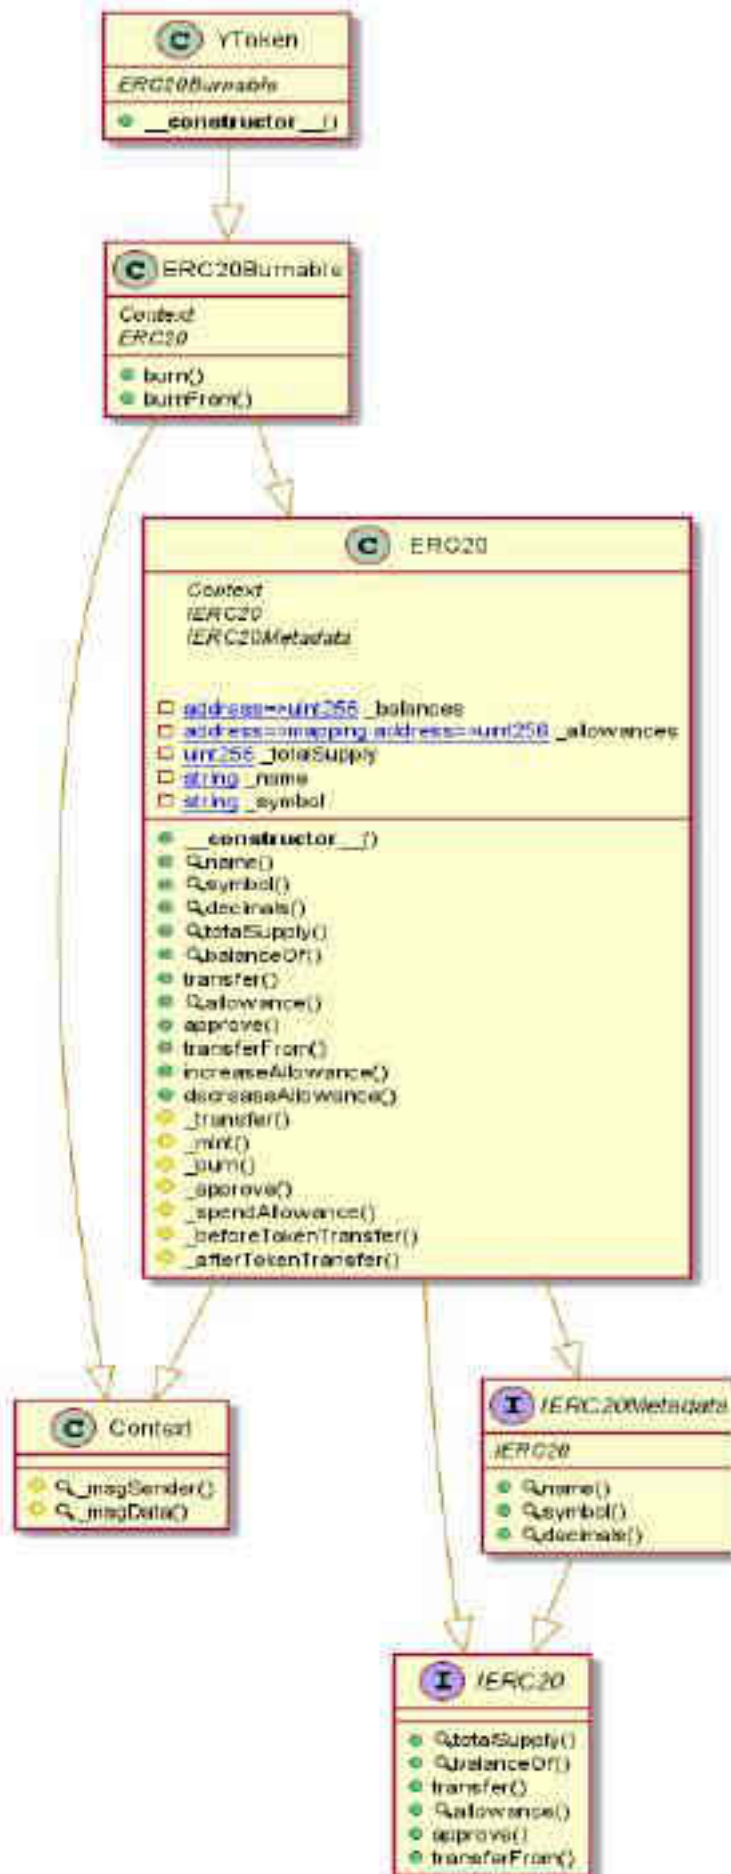 C YToken
ERC20Burnable
__constructor__()
C ERC20Burnable
Context
ERC20
burn()
burnFrom()
C ERC20
Context
IERC20
IERC20Metadata
address=>uint256 _balances
address=>mapping address=>uint256 _allowances
uint256 _totalSupply
string _name
string _symbol
__constructor__()
name()
symbol()
decimals()
totalSupply()
balanceOf()
transfer()
allowance()
approve()
transferFrom()
increaseAllowance()
decreaseAllowance()
_transfer()
_mint()
_burn()
_approve()
_spendAllowance()
_beforeTokenTransfer()
_afterTokenTransfer()
C Context
_msgSender()
_msgData()
I IERC20Metadata
IERC20
name()
symbol()
decimals()
I IERC20
totalSupply()
balanceOf()
transfer()
allowance()
approve()
transferFrom()